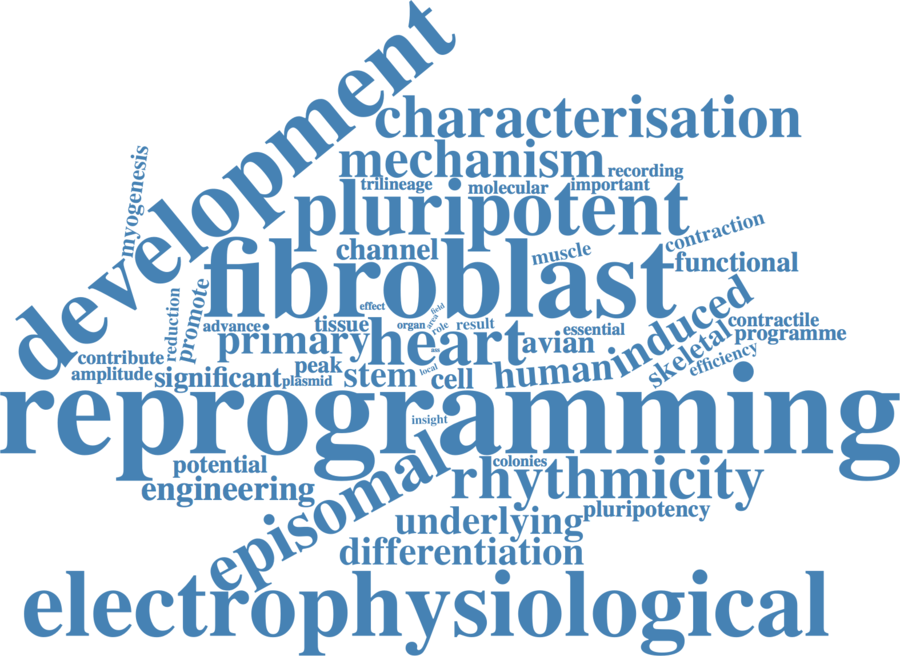 development
characterisation
mechanism
recording
myogenesis
trilineage
molecular
important
pluripotent
contraction
channel
muscle
fibroblast
functional
promote
reduction
effect
field
area
advance
tissue
organ
role
result
essential
contractile
primary
heart
avian
induced
skeletal
programme
efficiency
contribute
peak
local
amplitude
significant
plasmid
stem
cell
human
reprogramming
insight
potential
colonies
engineering
episomal
rhythmicity
pluripotency
underlying
differentiation
electrophysiological